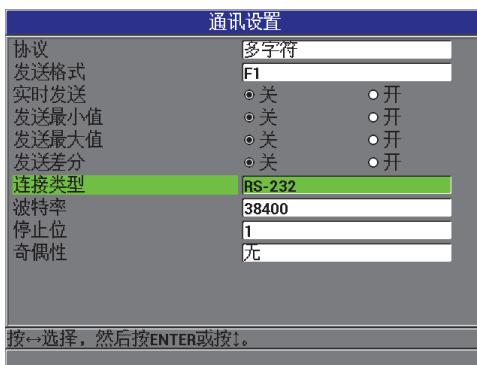 通讯设置
协议 多字符
发送格式 F1
实时发送 关 开
发送最小值 关 开
发送最大值 关 开
发送差分 关 开
连接类型 RS-232
波特率 38400
停止位 1
奇偶性 无
按↔选择，然后按ENTER或按↕。